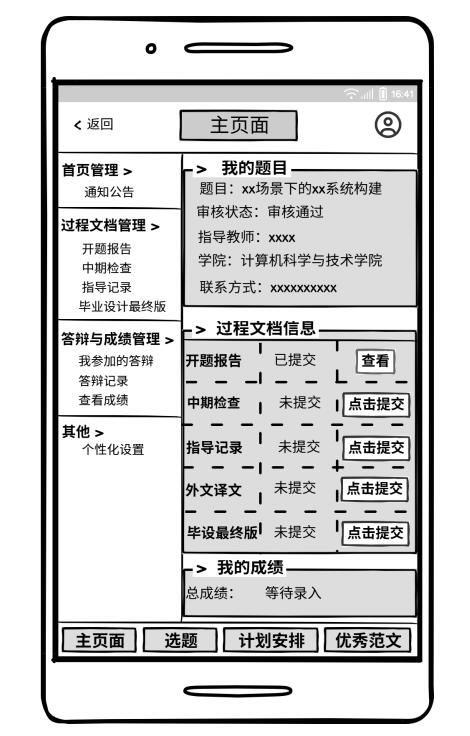 16:41
< 返回
主页面
首页管理 >
通知公告
过程文档管理 >
开题报告
中期检查
指导记录
毕业设计最终版
答辩与成绩管理 >
我参加的答辩
答辩记录
查看成绩
其他 >
个性化设置
> 我的题目
题目：xx场景下的xx系统构建
审核状态：审核通过
指导教师：xxxx
学院：计算机科学与技术学院
联系方式：xxxxxxxxxx
> 过程文档信息
开题报告 已提交 查看
中期检查 未提交 点击提交
指导记录 未提交 点击提交
外文译文 未提交 点击提交
毕设最终版 未提交 点击提交
> 我的成绩
总成绩： 等待录入
主页面 选题 计划安排 优秀范文